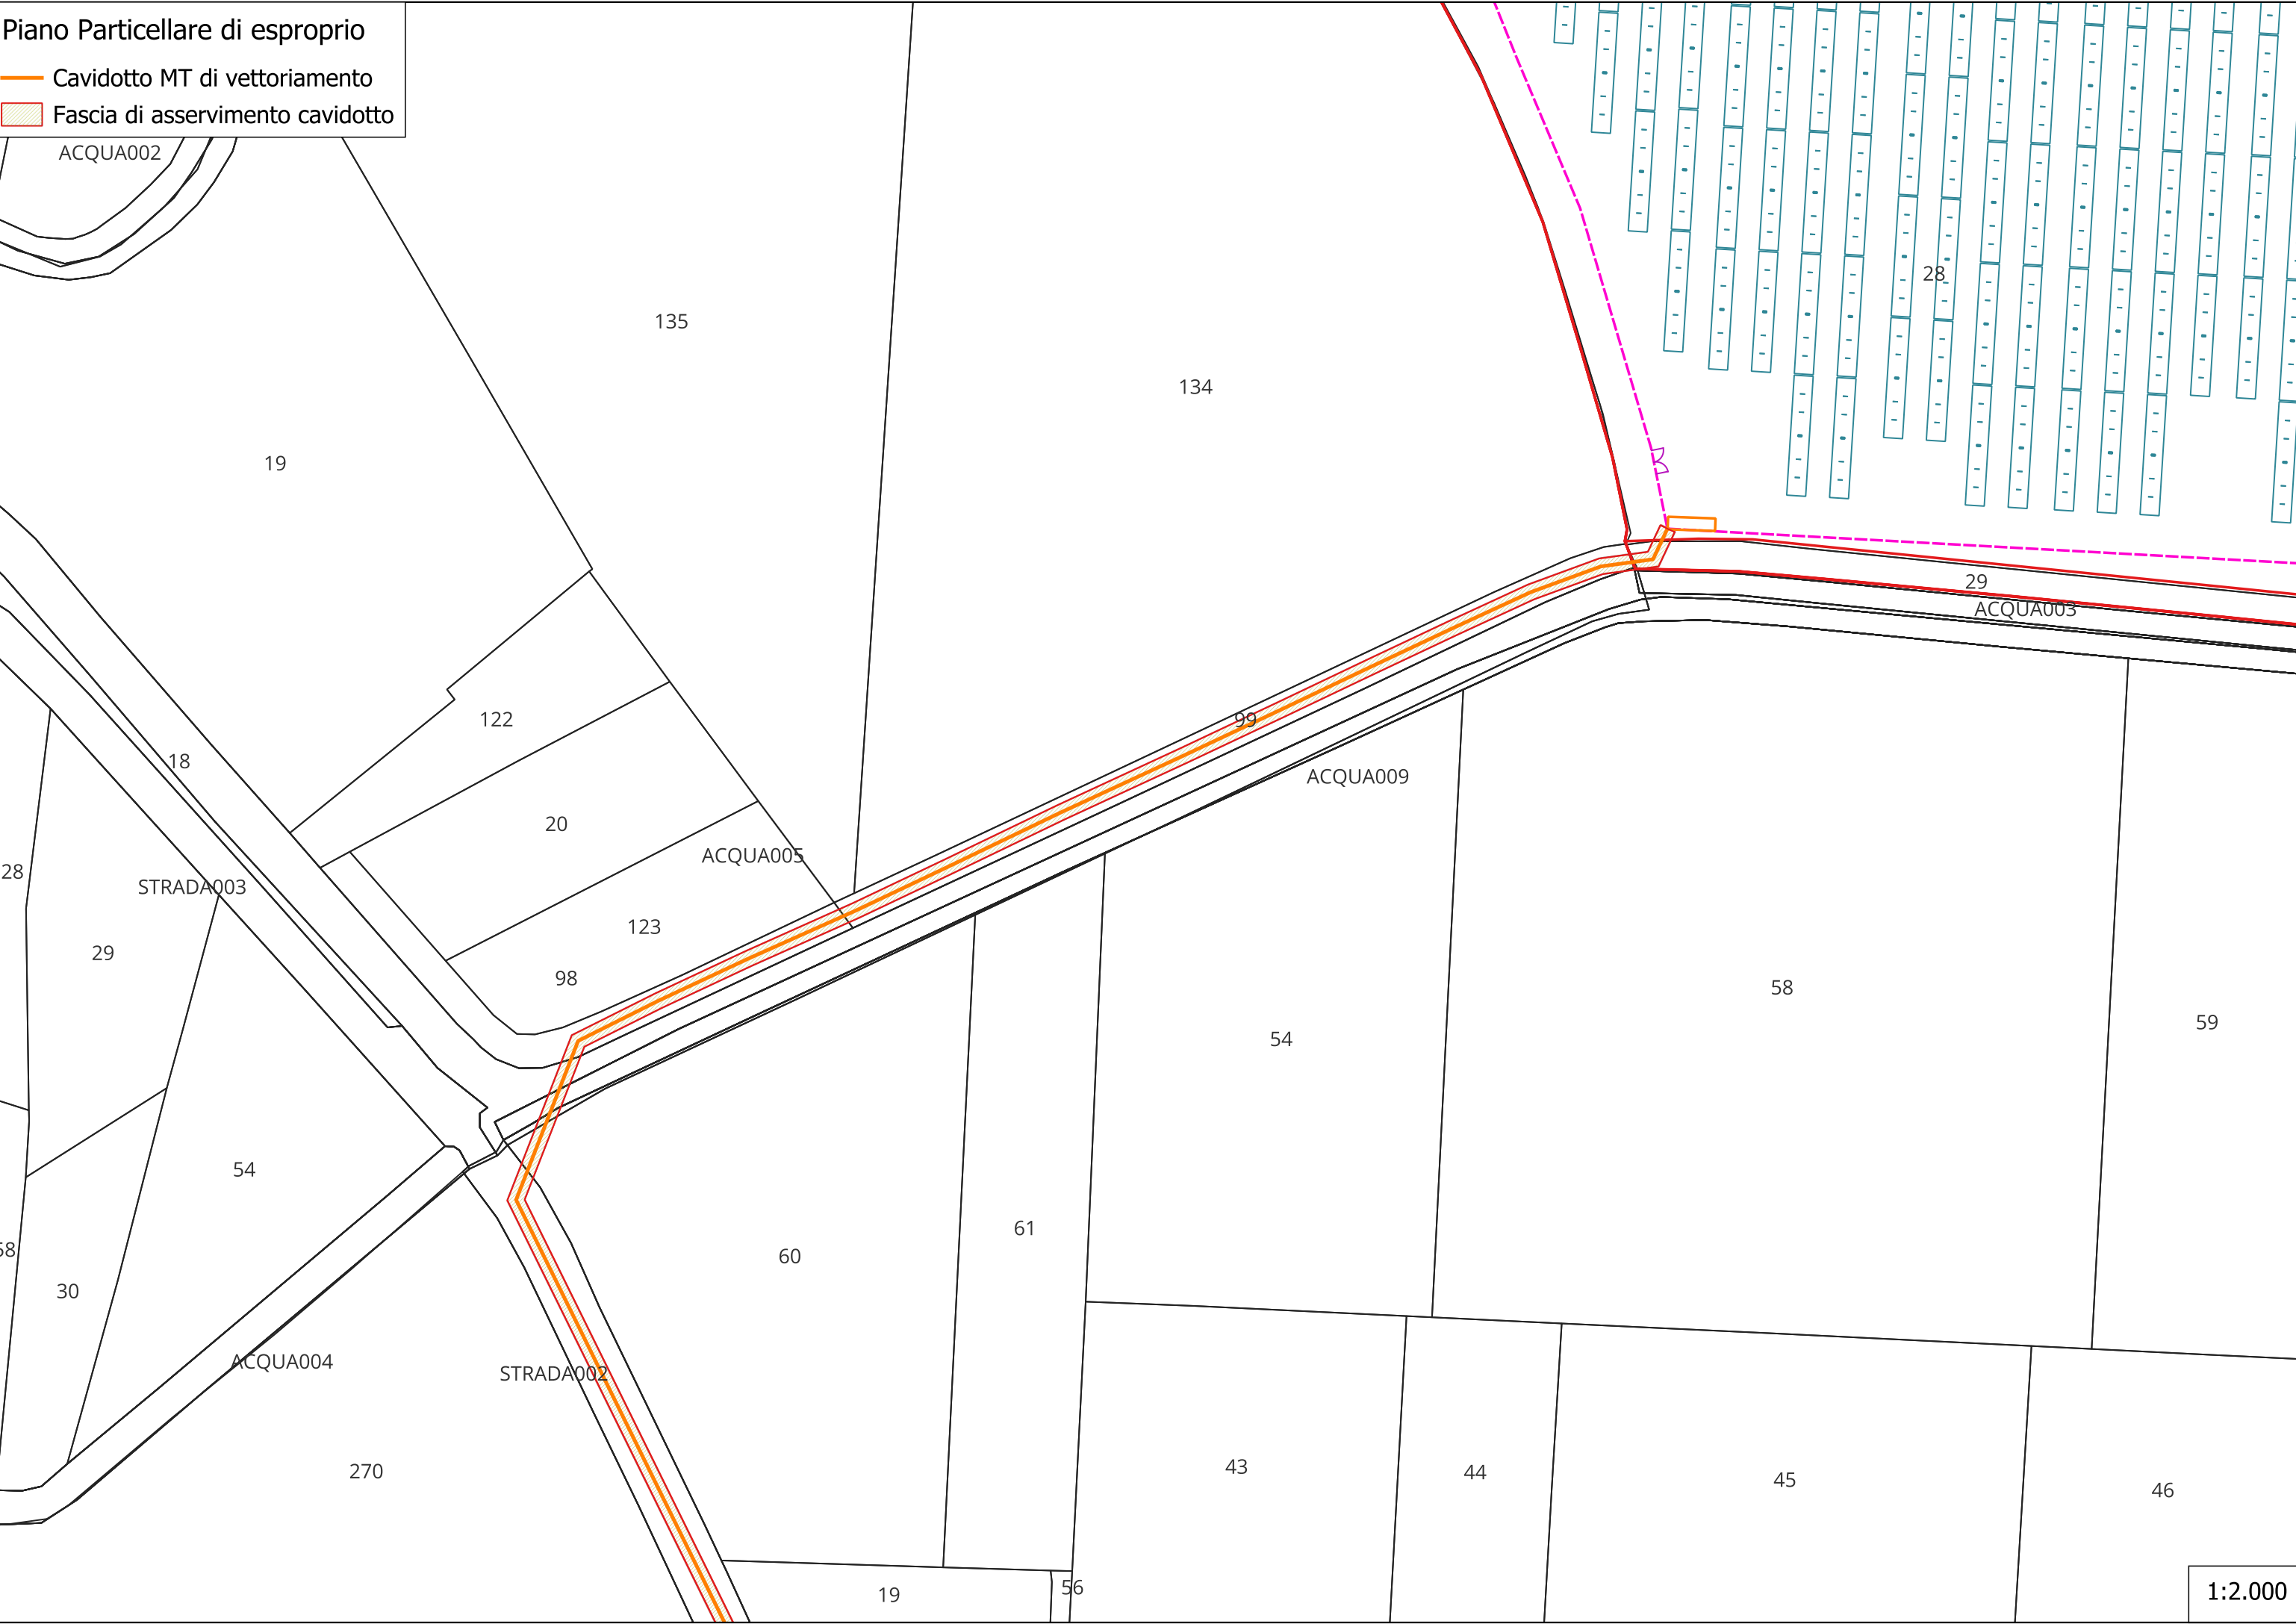 Piano Particellare di esproprio
Cavidotto MT di vettoriamento
Fascia di asservimento cavidotto
ACQUA002
28
135
134
19
29
ACQUA003
122
99
18
ACQUA009
20
ACQUA005
28
STRADA003
123
29
98
58
59
54
54
61
58
60
30
ACQUA004
STRADA002
43
44
270
45
46
56
19
1:2.000